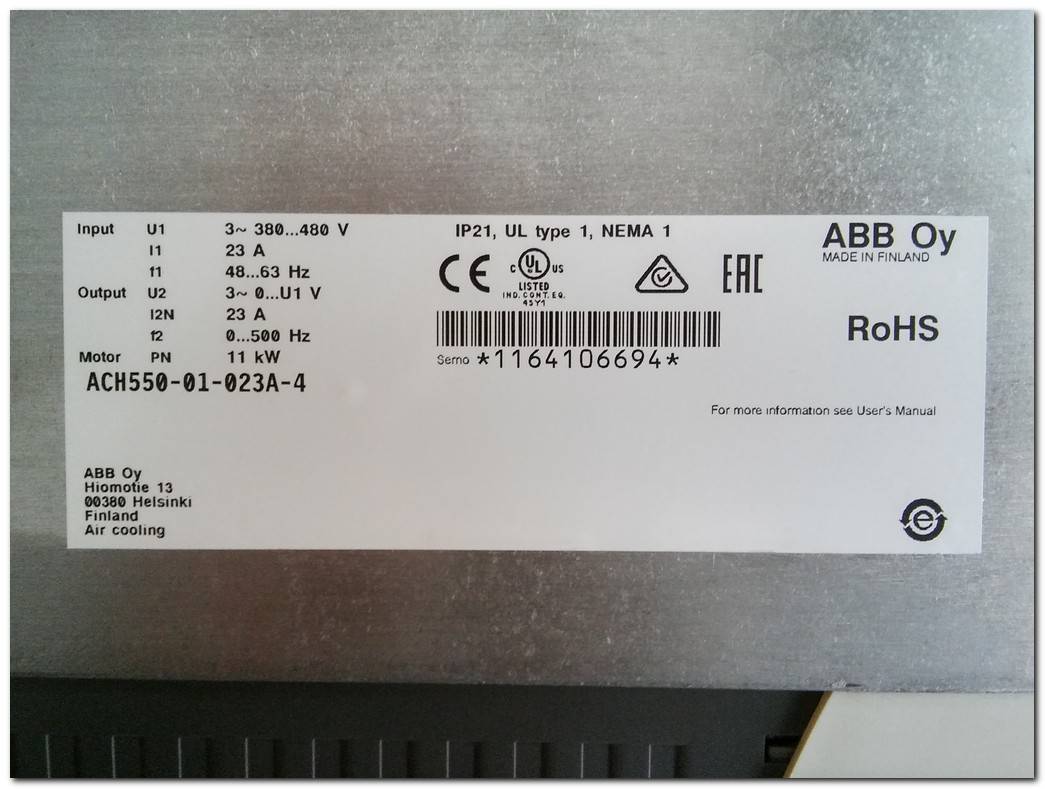 Input U1 3~ 380...480 V
I1 23 A
f1 48...63 Hz
Output U2 3~ 0...U1 V
I2N 23 A
f2 0...500 Hz
Motor PN 11 kW
ACH550-01-023A-4
IP21, UL type 1, NEMA 1
CE
C UL US
LISTED
IND. CONT. EQ.
45Y1
EAC
Serno *1164106694*
ABB Oy
MADE IN FINLAND
RoHS
For more information see User's Manual
ABB Oy
Hiomotie 13
00380 Helsinki
Finland
Air cooling
e